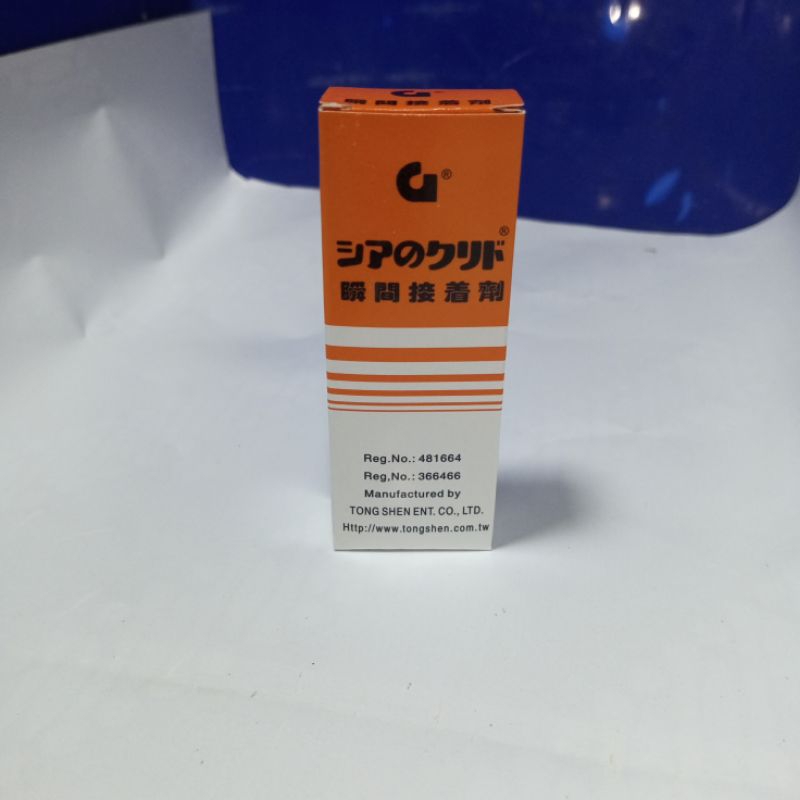 瞬間接着劑
®
シアのクリド®
瞬間接着劑
Reg.No.: 481664
Reg,No.: 366466
Manufactured by
TONG SHEN ENT. CO., LTD.
Http://www.tongshen.com.tw